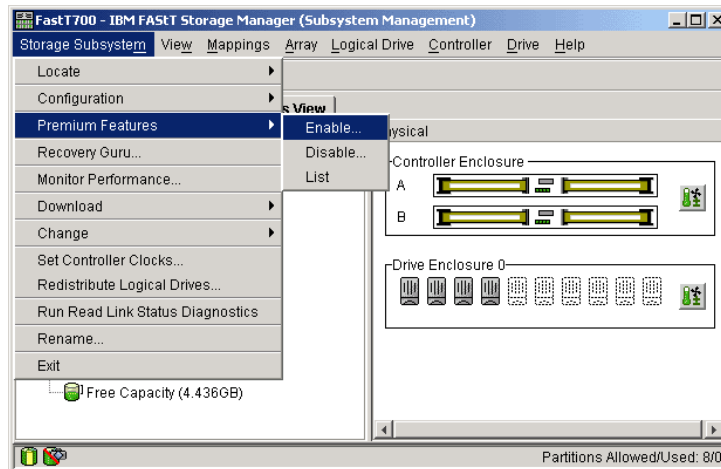 FastT700 - IBM FAStT Storage Manager (Subsystem Management)
Storage Subsystem View Mappings Array Logical Drive Controller Drive Help
Locate
Configuration
s View
Premium Features
Enable...
Disable...
List
Recovery Guru...
Monitor Performance...
Download
Change
Set Controller Clocks...
Redistribute Logical Drives...
Run Read Link Status Diagnostics
Rename...
Exit
Free Capacity (4.436GB)
ysical
Controller Enclosure
A
B
Drive Enclosure 0
Partitions Allowed/Used: 8/0